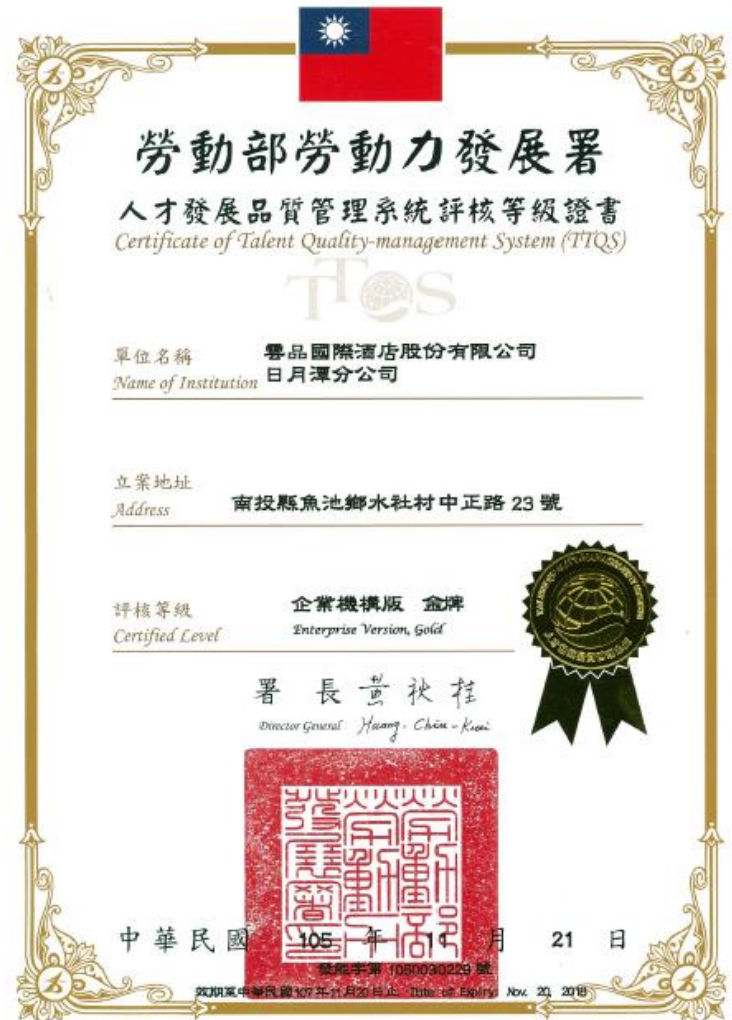 勞動部勞動力發展署
人才發展品質管理系統評核等級證書
Certificate of Talent Quality-management System (TTQS)
TTQS
單位名稱 雲品國際酒店股份有限公司
Name of Institution 日月潭分公司
立案地址
Address 南投縣魚池鄉水社村中正路 23 號
評核等級 企業機構版 金牌
Certified Level Enterprise Version, Gold
署長 黃秋桂
Director General Huang-Chiu-Kuei
中華民國 105 年 11 月 21 日
發能字第 1050030229 號
效期至中華民國107年11月20日止 Date of Expiry: Nov. 20, 2018